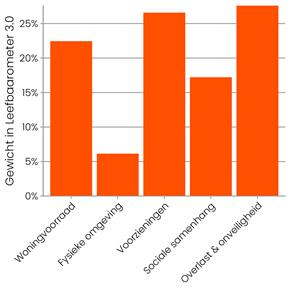 Gewicht in Leefbaarometer 3.0
25%
20%
15%
10%
5%
0%
Woningvoorraad
Fysieke omgeving
Voorzieningen
Sociale samenhang
Overlast & onveiligheid